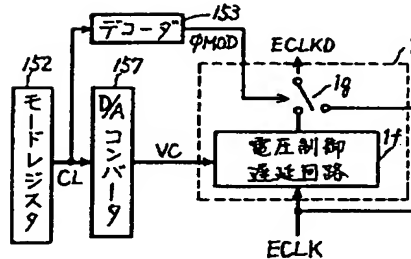 デコーダ
153
φMOD
ECLKD
152
157
1g
モードレジスタ
D/Aコンバータ
CL
VC
電圧制御
遅延回路
1f
ECLK